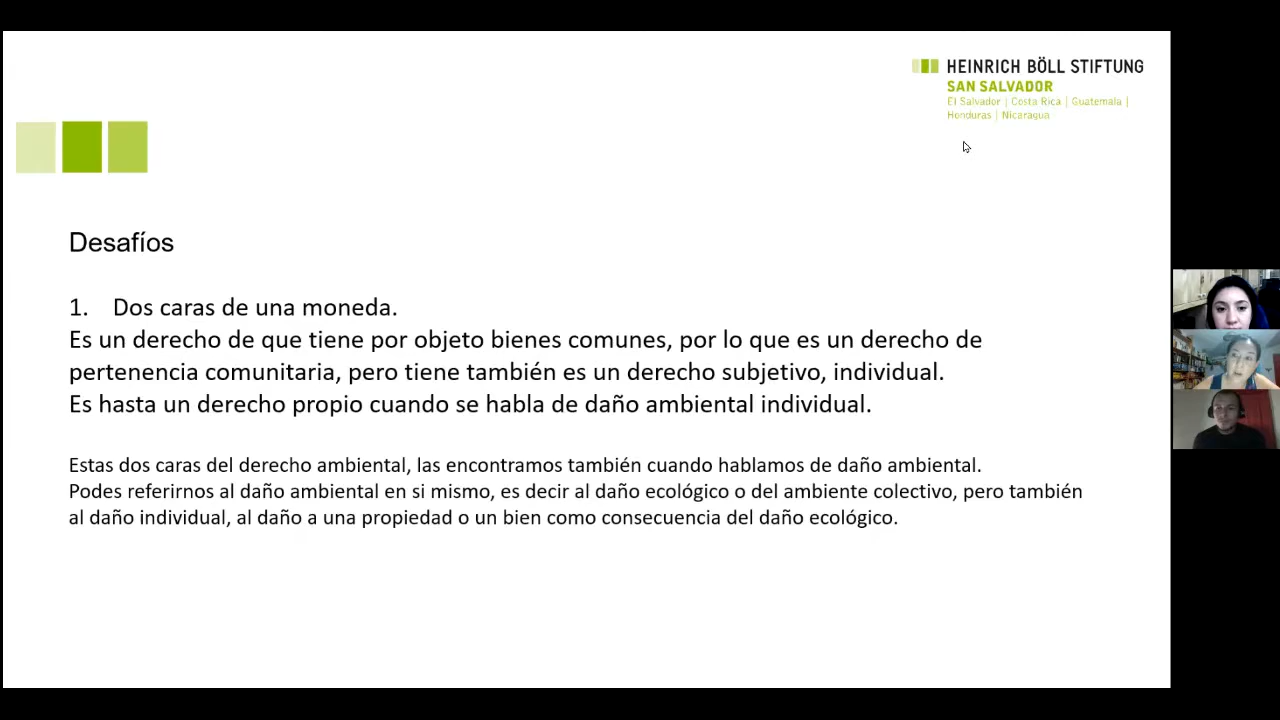 HEINRICH BÖLL STIFTUNG
SAN SALVADOR
El Salvador | Costa Rica | Guatemala |
Honduras | Nicaragua
Desafíos
1. Dos caras de una moneda.
Es un derecho de que tiene por objeto bienes comunes, por lo que es un derecho de
pertenencia comunitaria, pero tiene también es un derecho subjetivo, individual.
Es hasta un derecho propio cuando se habla de daño ambiental individual.
Estas dos caras del derecho ambiental, las encontramos también cuando hablamos de daño ambiental.
Podes referirnos al daño ambiental en si mismo, es decir al daño ecológico o del ambiente colectivo, pero también
al daño individual, al daño a una propiedad o un bien como consecuencia del daño ecológico.